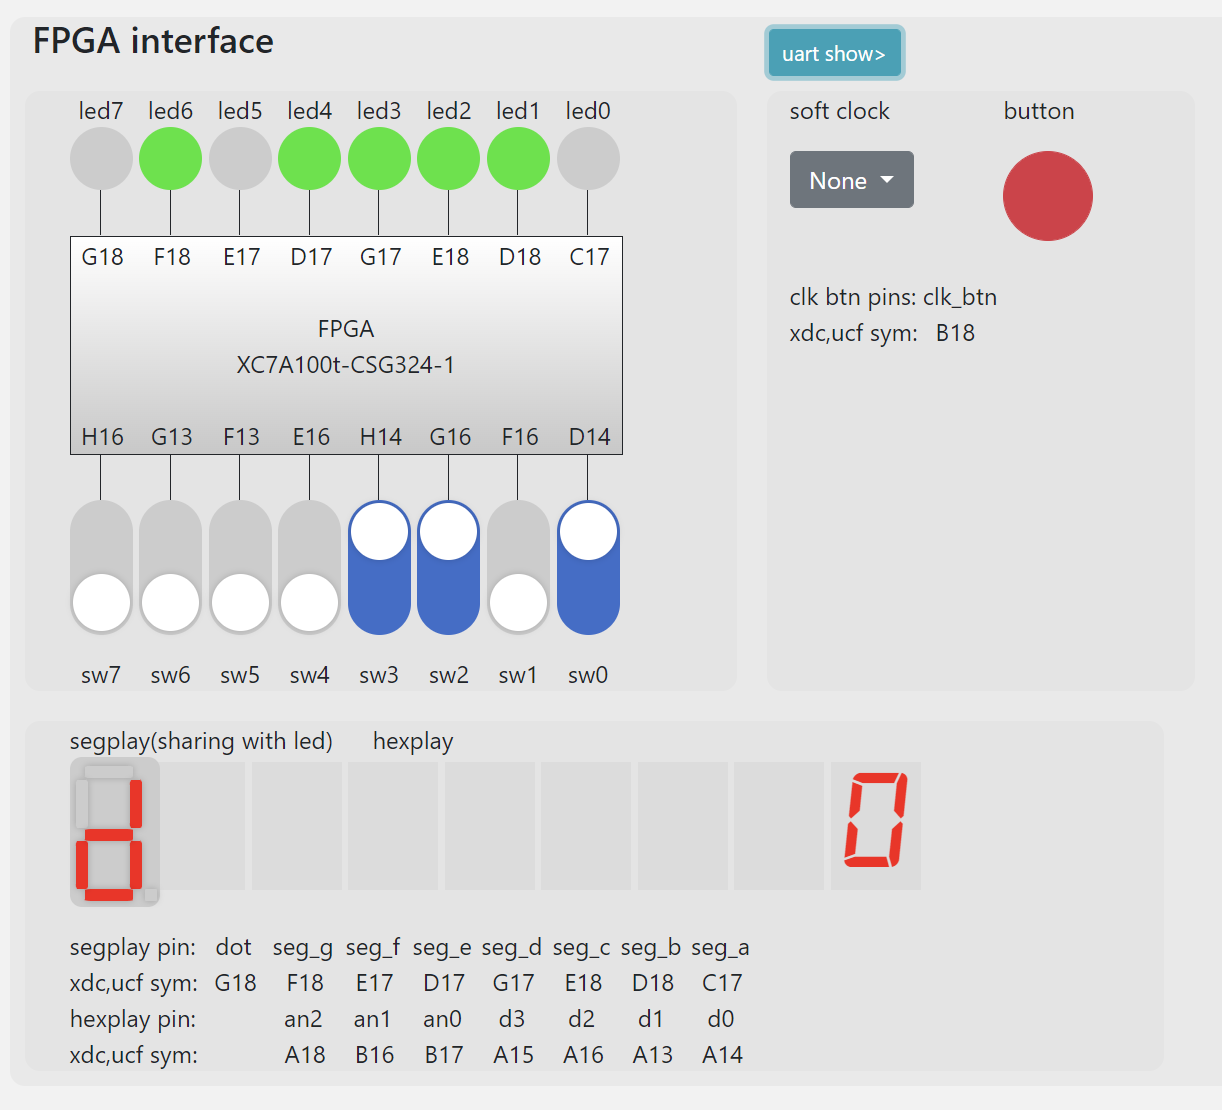 FPGA interface
uart show>
led7 led6 led5 led4 led3 led2 led1 led0
G18 F18 E17 D17 G17 E18 D18 C17
FPGA
XC7A100t-CSG324-1
H16 G13 F13 E16 H14 G16 F16 D14
sw7 sw6 sw5 sw4 sw3 sw2 sw1 sw0
soft clock button
None
clk btn pins: clk_btn
xdc,ucf sym: B18
segplay(sharing with led) hexplay
d 0
segplay pin: dot seg_g seg_f seg_e seg_d seg_c seg_b seg_a
xdc,ucf sym: G18 F18 E17 D17 G17 E18 D18 C17
hexplay pin: an2 an1 an0 d3 d2 d1 d0
xdc,ucf sym: A18 B16 B17 A15 A16 A13 A14